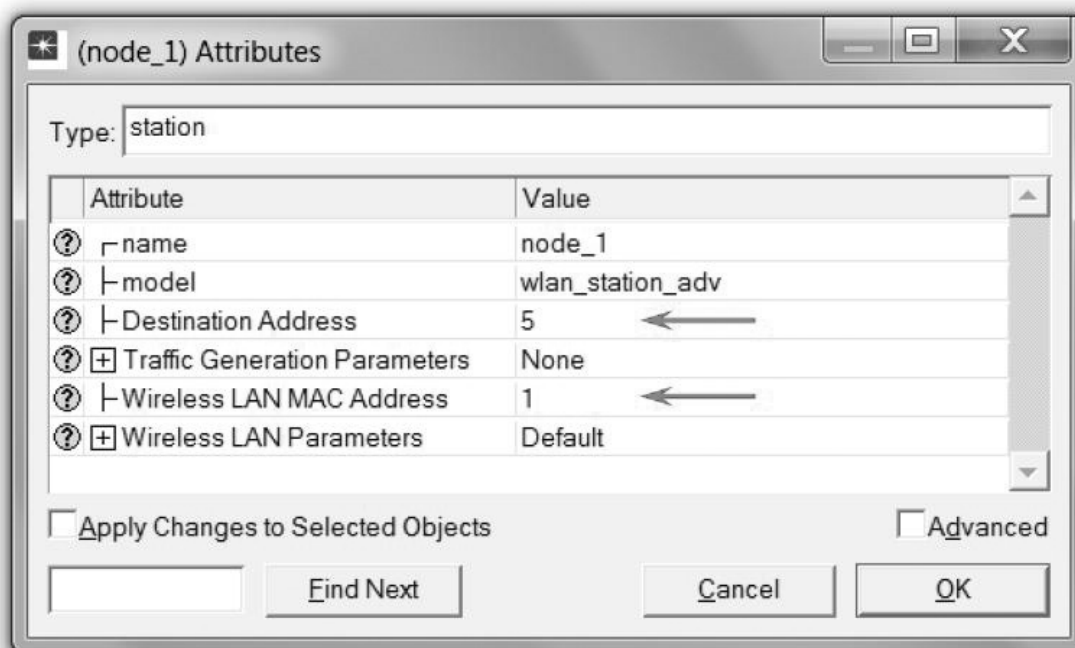 (node_1) Attributes
Type: station
Attribute Value
name node_1
model wlan_station_adv
Destination Address 5
Traffic Generation Parameters None
Wireless LAN MAC Address 1
Wireless LAN Parameters Default
Apply Changes to Selected Objects Advanced
Find Next Cancel OK